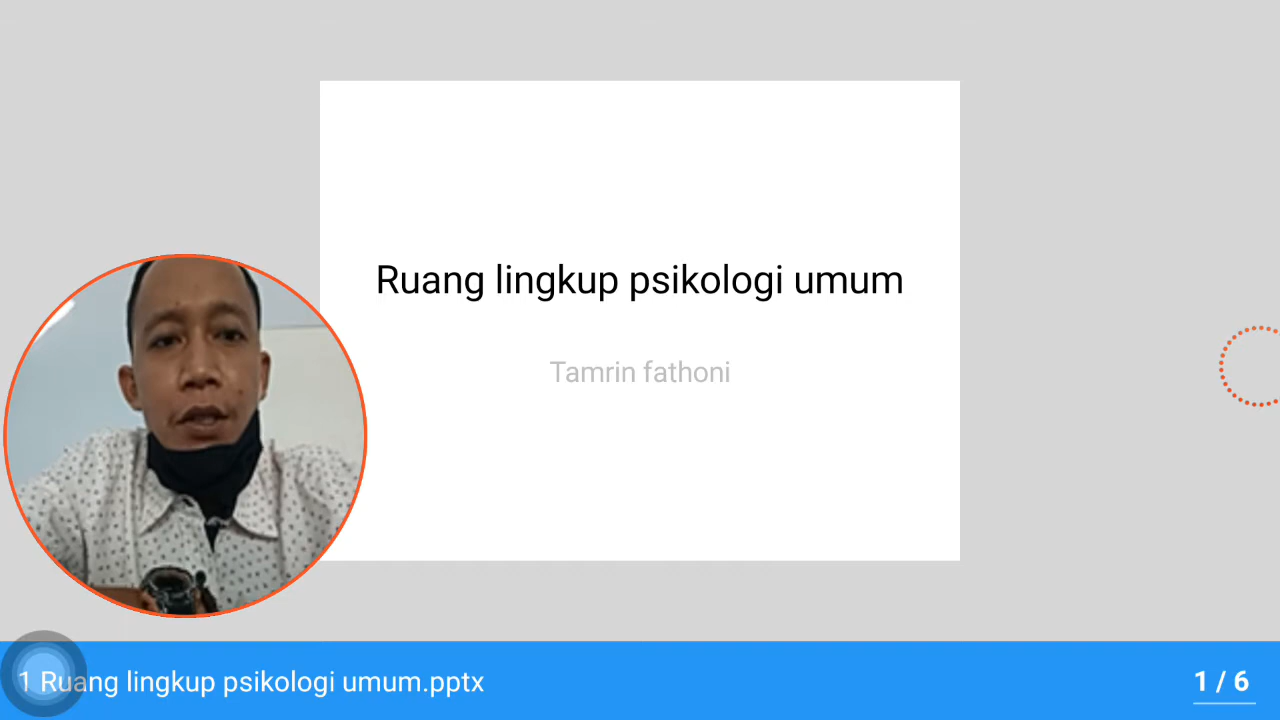 Ruang lingkup psikologi umum
Tamrin fathoni
1 Ruang lingkup psikologi umum.pptx
1 / 6